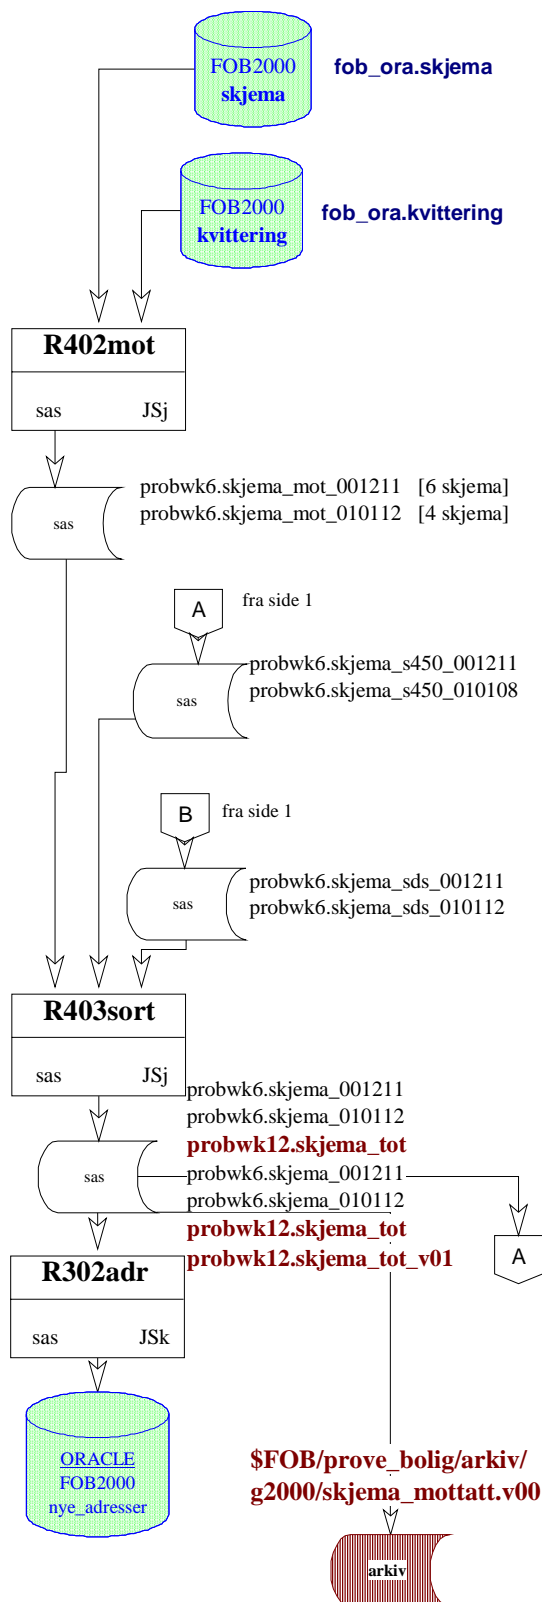 FOB2000
skjema
fob_ora.skjema
FOB2000
kvittering
fob_ora.kvittering
R402mot
sas JSj
sas
probwk6.skjema_mot_001211 [6 skjema]
probwk6.skjema_mot_010112 [4 skjema]
A
fra side 1
sas
probwk6.skjema_s450_001211
probwk6.skjema_s450_010108
B
fra side 1
sas
probwk6.skjema_sds_001211
probwk6.skjema_sds_010112
R403sort
sas JSj
probwk6.skjema_001211
probwk6.skjema_010112
probwk12.skjema_tot
sas
probwk6.skjema_001211
probwk6.skjema_010112
probwk12.skjema_tot
probwk12.skjema_tot_v01
A
R302adr
sas JSk
ORACLE
FOB2000
nye_adresser
$FOB/prove_bolig/arkiv/
g2000/skjema_mottatt.v00
arkiv